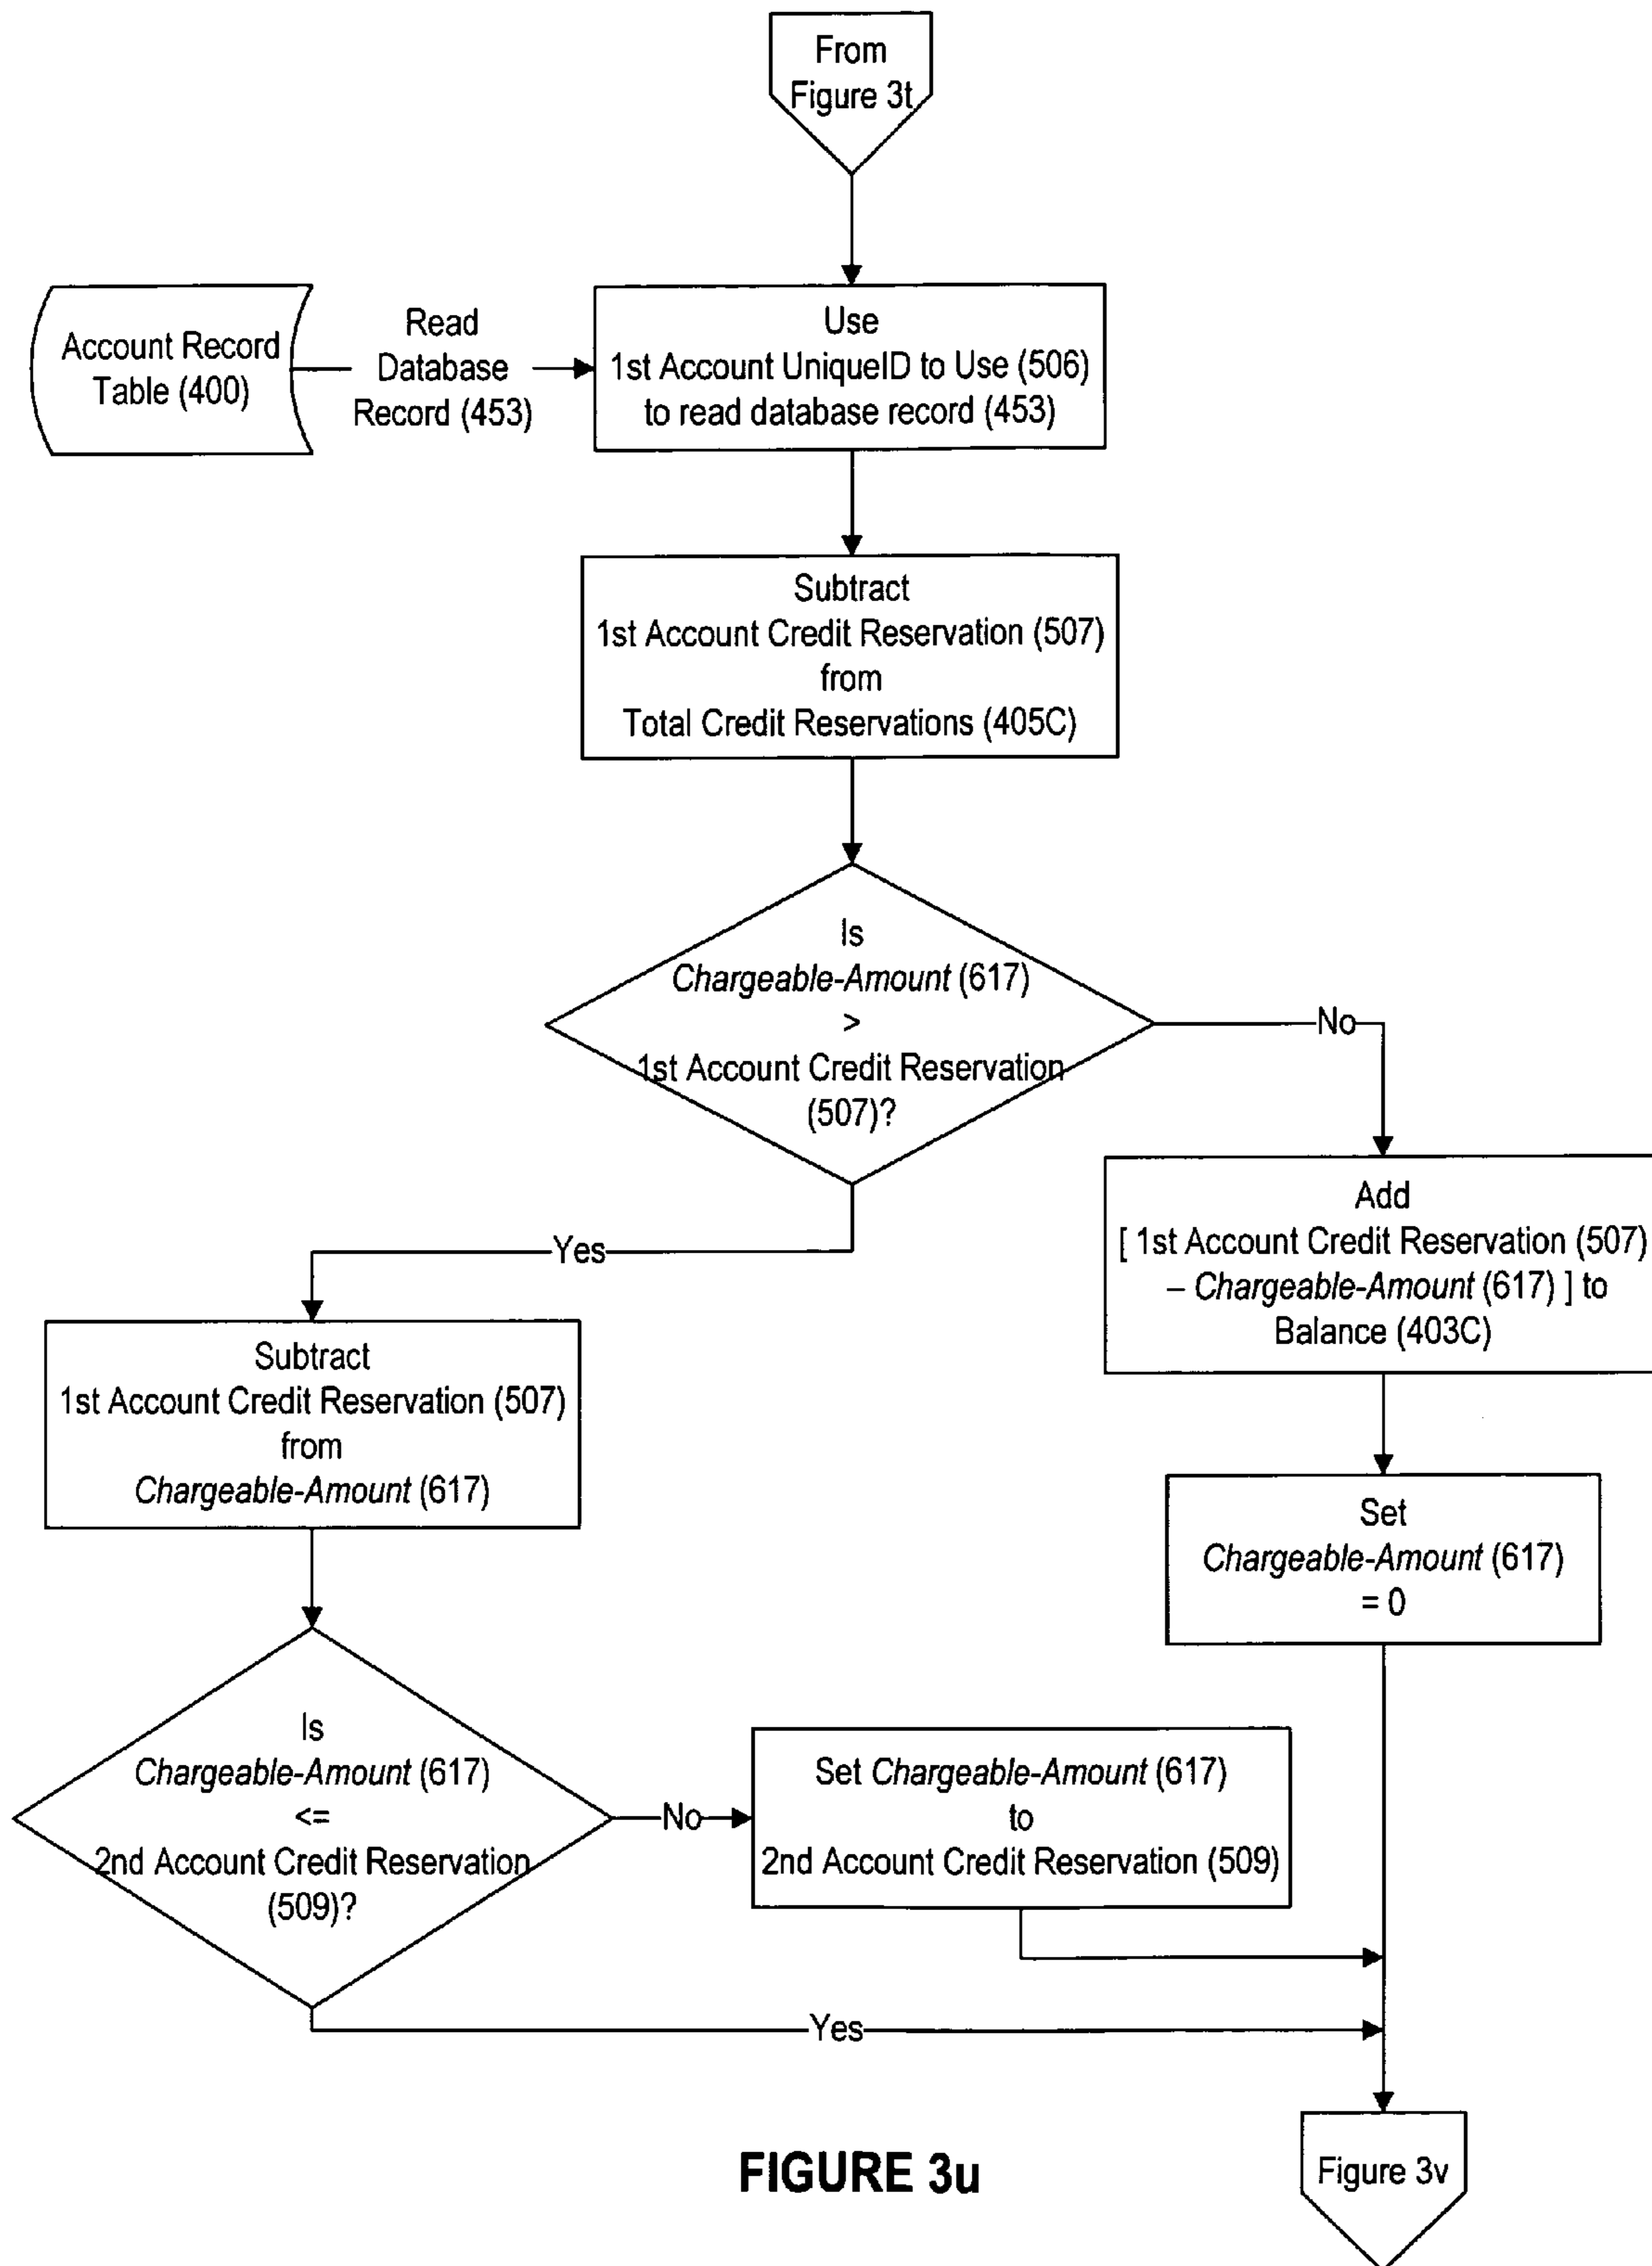 From
Figure 3t
Account Record
Table (400)
Read
Database
Record (453)
Use
1st Account UniqueID to Use (506)
to read database record (453)
Subtract
1st Account Credit Reservation (507)
from
Total Credit Reservations (405C)
Is
Chargeable-Amount (617)
>
1st Account Credit Reservation
(507)?
No
Yes
Add
[ 1st Account Credit Reservation (507)
– Chargeable-Amount (617) ] to
Balance (403C)
Subtract
1st Account Credit Reservation (507)
from
Chargeable-Amount (617)
Set
Chargeable-Amount (617)
= 0
Is
Chargeable-Amount (617)
<=
2nd Account Credit Reservation
(509)?
No
Set Chargeable-Amount (617)
to
2nd Account Credit Reservation (509)
Yes
Figure 3v
FIGURE 3u